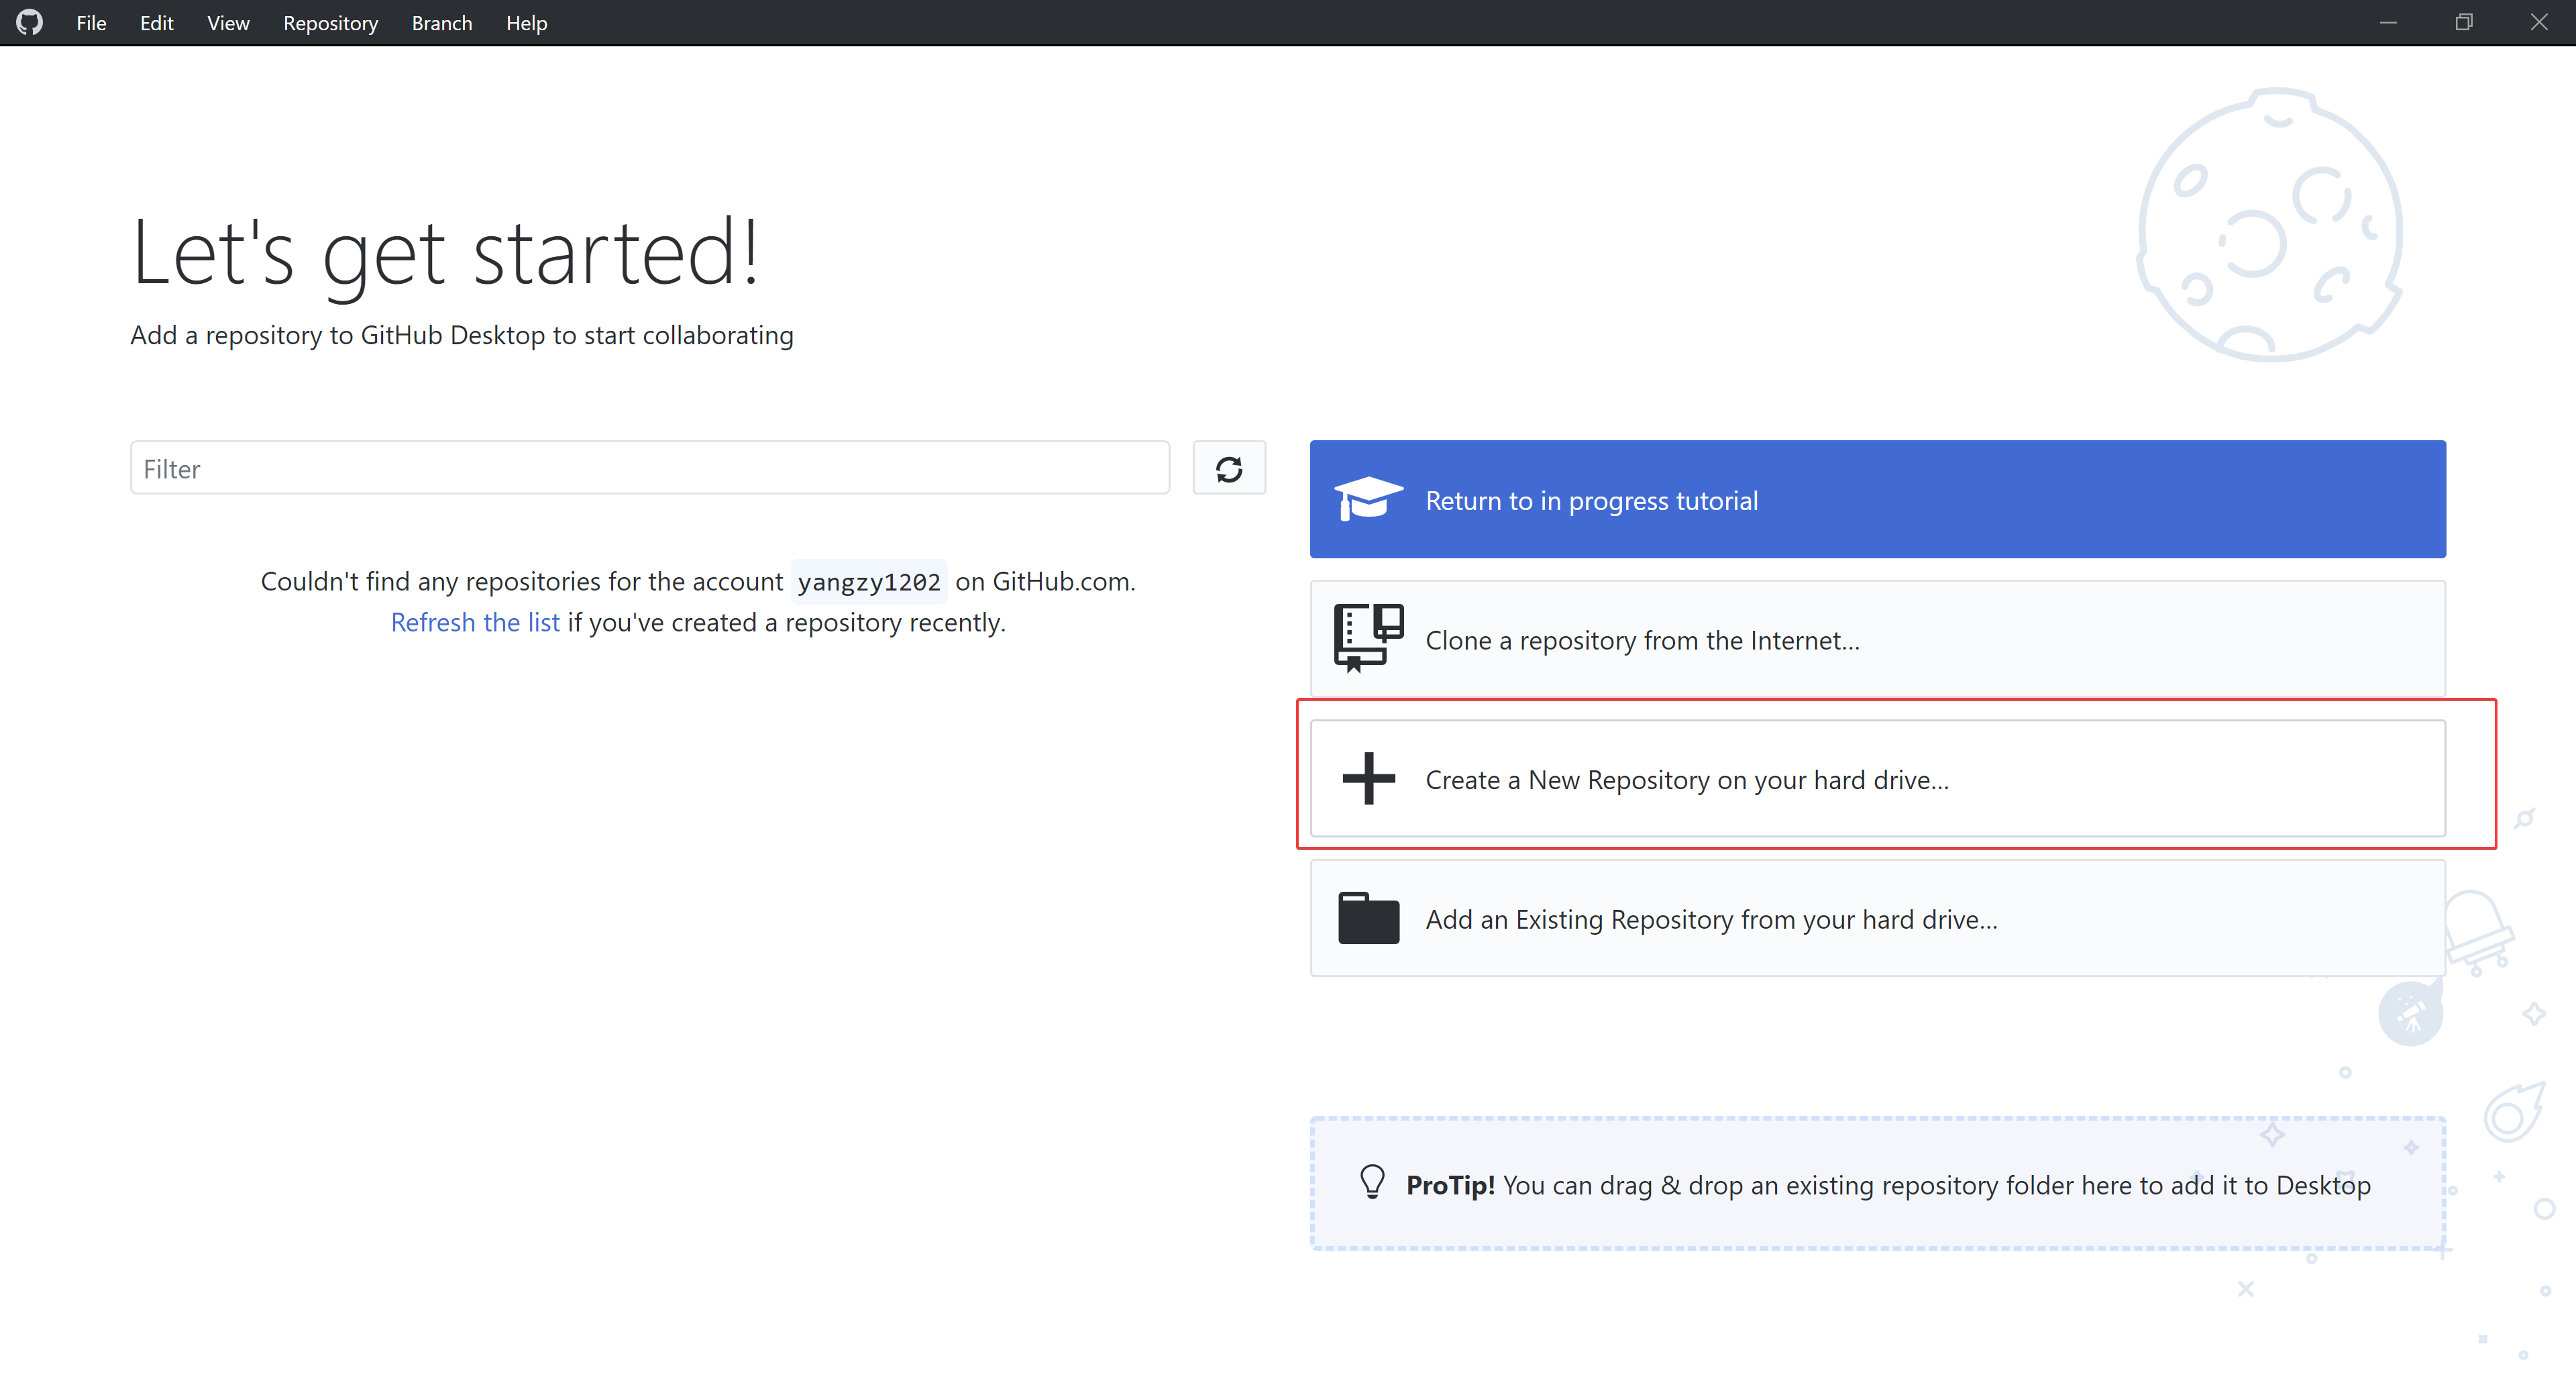 File Edit View Repository Branch Help
Let's get started!
Add a repository to GitHub Desktop to start collaborating
Filter
Couldn't find any repositories for the account yangzy1202 on GitHub.com.
Refresh the list if you've created a repository recently.
Return to in progress tutorial
Clone a repository from the Internet...
Create a New Repository on your hard drive...
Add an Existing Repository from your hard drive...
ProTip! You can drag & drop an existing repository folder here to add it to Desktop